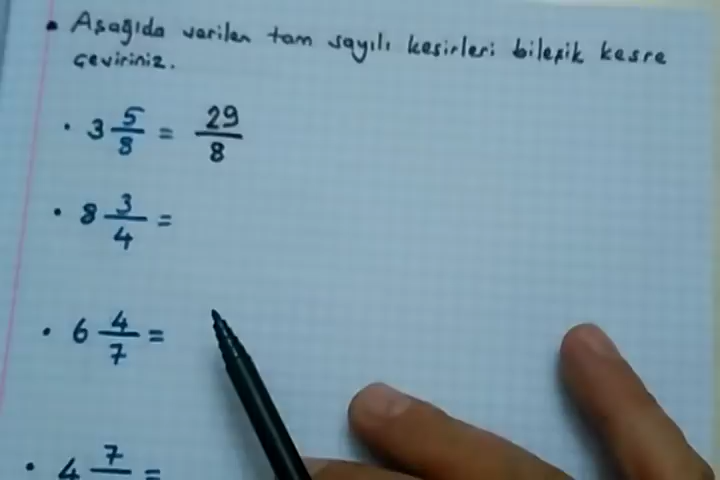 • Aşağıda verilen tam sayılı kesirleri bileşik kesre
çeviriniz.
• 3 5/8 = 29/8
• 8 3/4 =
• 6 4/7 =
• 4 7/ =